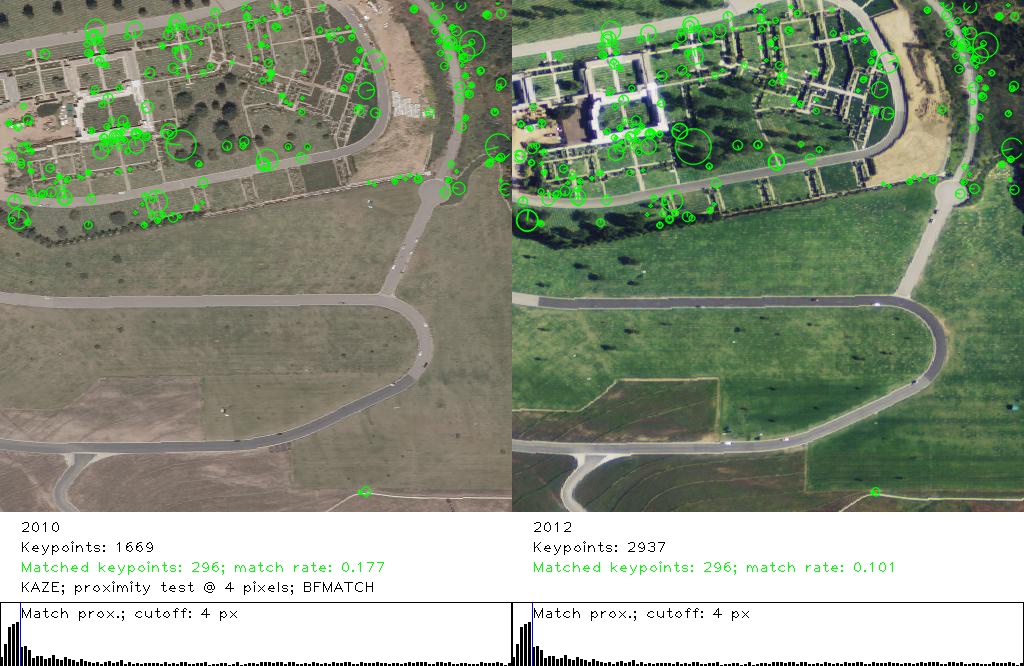 2010
Keypoints: 1669
Matched keypoints: 296; match rate: 0.177
KAZE; proximity test @ 4 pixels; BFMATCH
Match prox.; cutoff: 4 px
2012
Keypoints: 2937
Matched keypoints: 296; match rate: 0.101
Match prox.; cutoff: 4 px